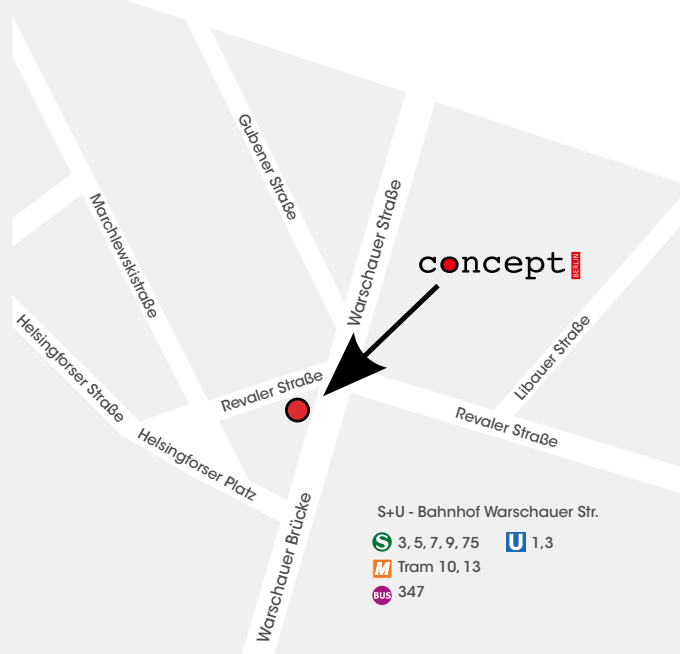 Gubener Straße
Warschauer Straße
Marchlewskistraße
concept
BERLIN
Helsingforser Straße
Libauer Straße
Revaler Straße
Revaler Straße
Helsingforser Platz
Warschauer Brücke
S+U - Bahnhof Warschauer Str.
S 3, 5, 7, 9, 75 U 1,3
M Tram 10, 13
BUS 347